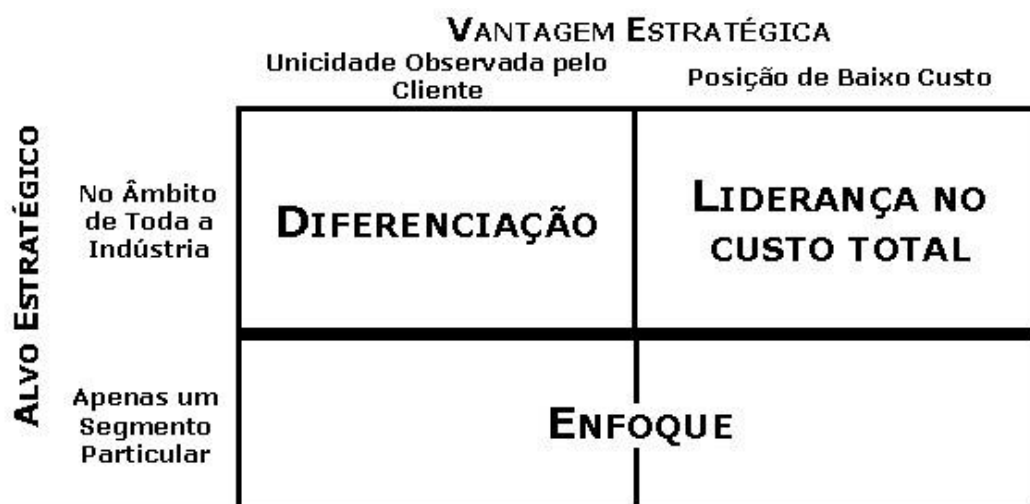 VANTAGEM ESTRATÉGICA
Unicidade Observada pelo
Cliente
Posição de Baixo Custo
ALVO ESTRATÉGICO
No Âmbito
de Toda a
Indústria
DIFERENCIAÇÃO
LIDERANÇA NO
CUSTO TOTAL
Apenas um
Segmento
Particular
ENFOQUE